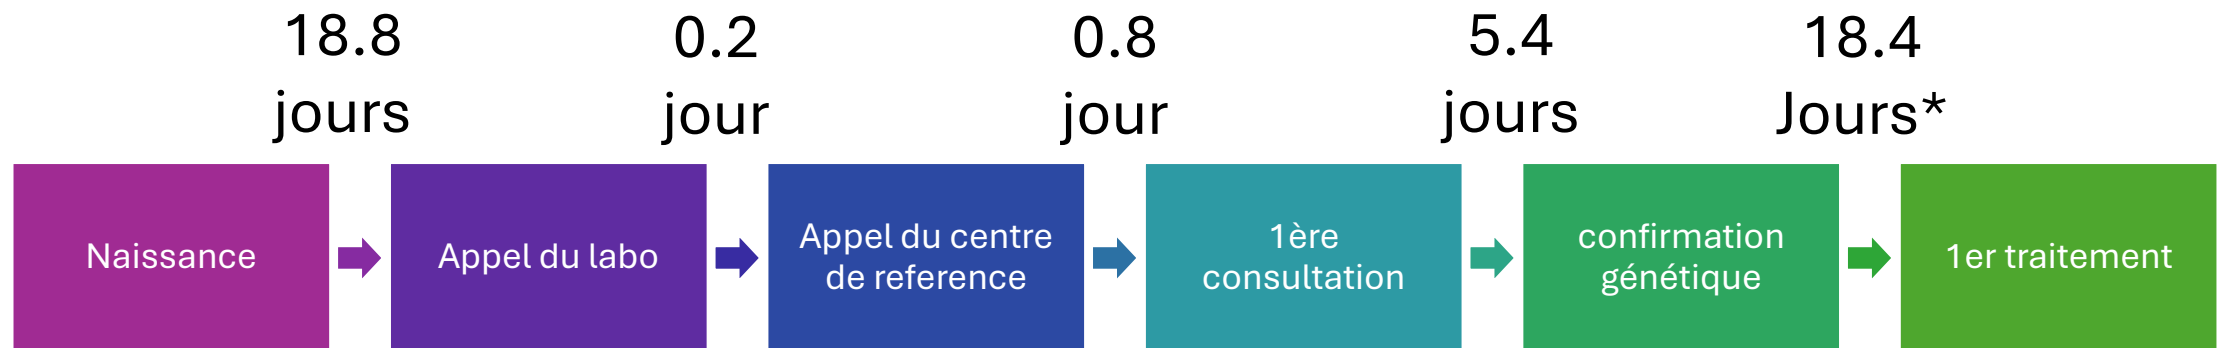 18.8
jours
0.2
jour
0.8
jour
5.4
jours
18.4
Jours*
Naissance
Appel du labo
Appel du centre
de reference
1ère
consultation
confirmation
génétique
1er traitement